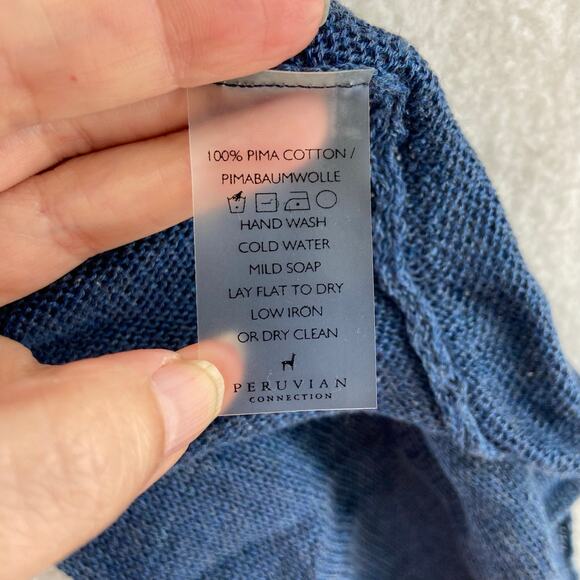 100% PIMA COTTON /
PIMABAUMWOLLE
HAND WASH
COLD WATER
MILD SOAP
LAY FLAT TO DRY
LOW IRON
OR DRY CLEAN
PERUVIAN
CONNECTION